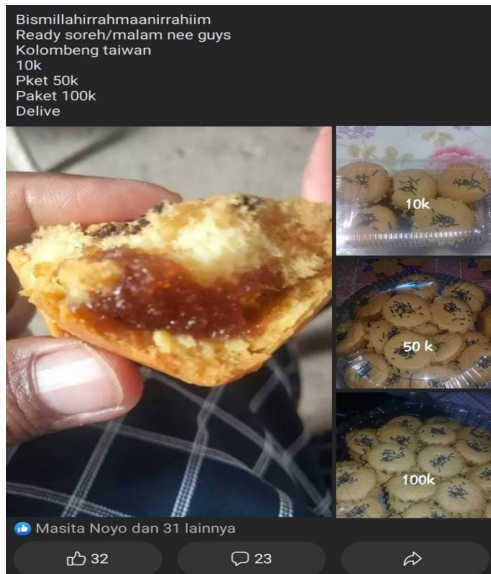 Bismillahirrahmaanirrahiim
Ready soreh/malam nee guys
Kolombeng taiwan
10k
Pket 50k
Paket 100k
Delive
10k
50 k
100k
Masita Noyo dan 31 lainnya
32
23